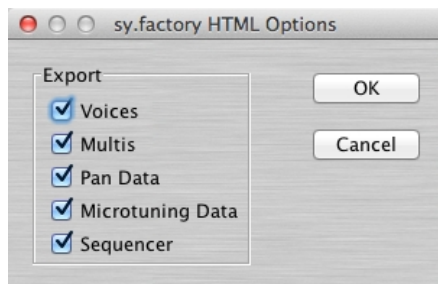 sy.factory HTML Options
Export
Voices
Multis
Pan Data
Microtuning Data
Sequencer
OK
Cancel